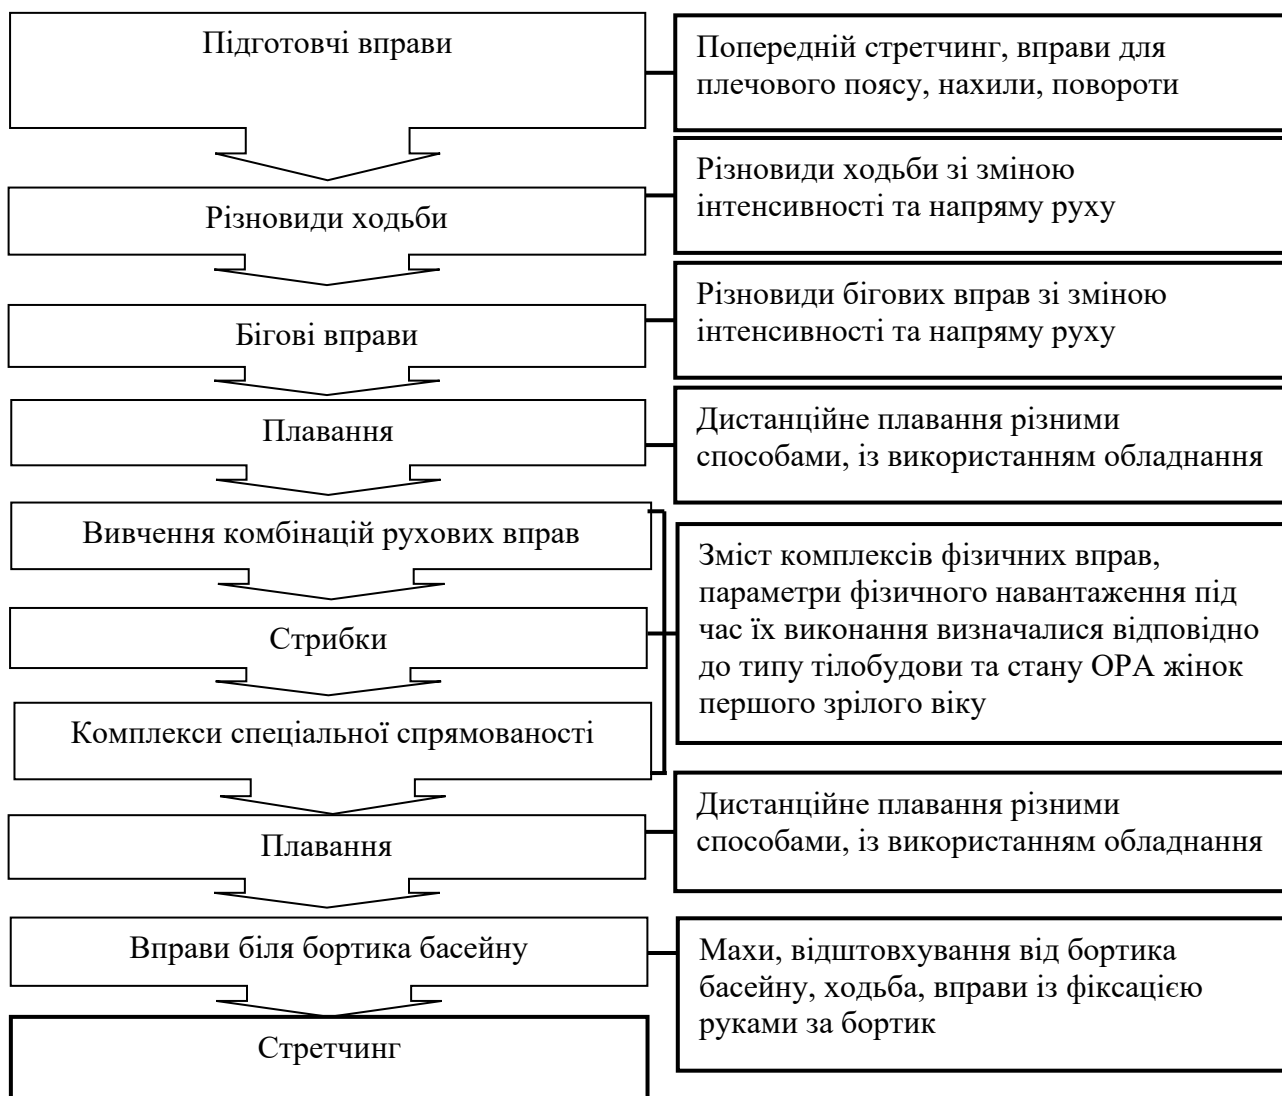 Підготовчі вправи
Попередній стретчинг, вправи для
плечового поясу, нахили, повороти
Різновиди ходьби
Різновиди ходьби зі зміною
інтенсивності та напряму руху
Бігові вправи
Різновиди бігових вправ зі зміною
інтенсивності та напряму руху
Плавання
Дистанційне плавання різними
способами, із використанням обладнання
Вивчення комбінацій рухових вправ
Стрибки
Комплекси спеціальної спрямованості
Зміст комплексів фізичних вправ,
параметри фізичного навантаження під
час їх виконання визначалися відповідно
до типу тілобудови та стану ОРА жінок
першого зрілого віку
Плавання
Дистанційне плавання різними
способами, із використанням обладнання
Вправи біля бортика басейну
Махи, відштовхування від бортика
басейну, ходьба, вправи із фіксацією
руками за бортик
Стретчинг